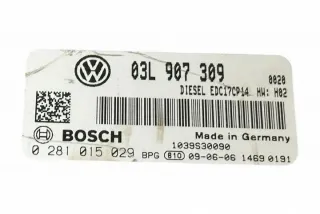 03L 907 309 0020
DIESEL EDC17CP14 HW: H02
BOSCH Made in Germany
1039S30090
0 281 015 029 BPG 810 09-06-06 1469 0191